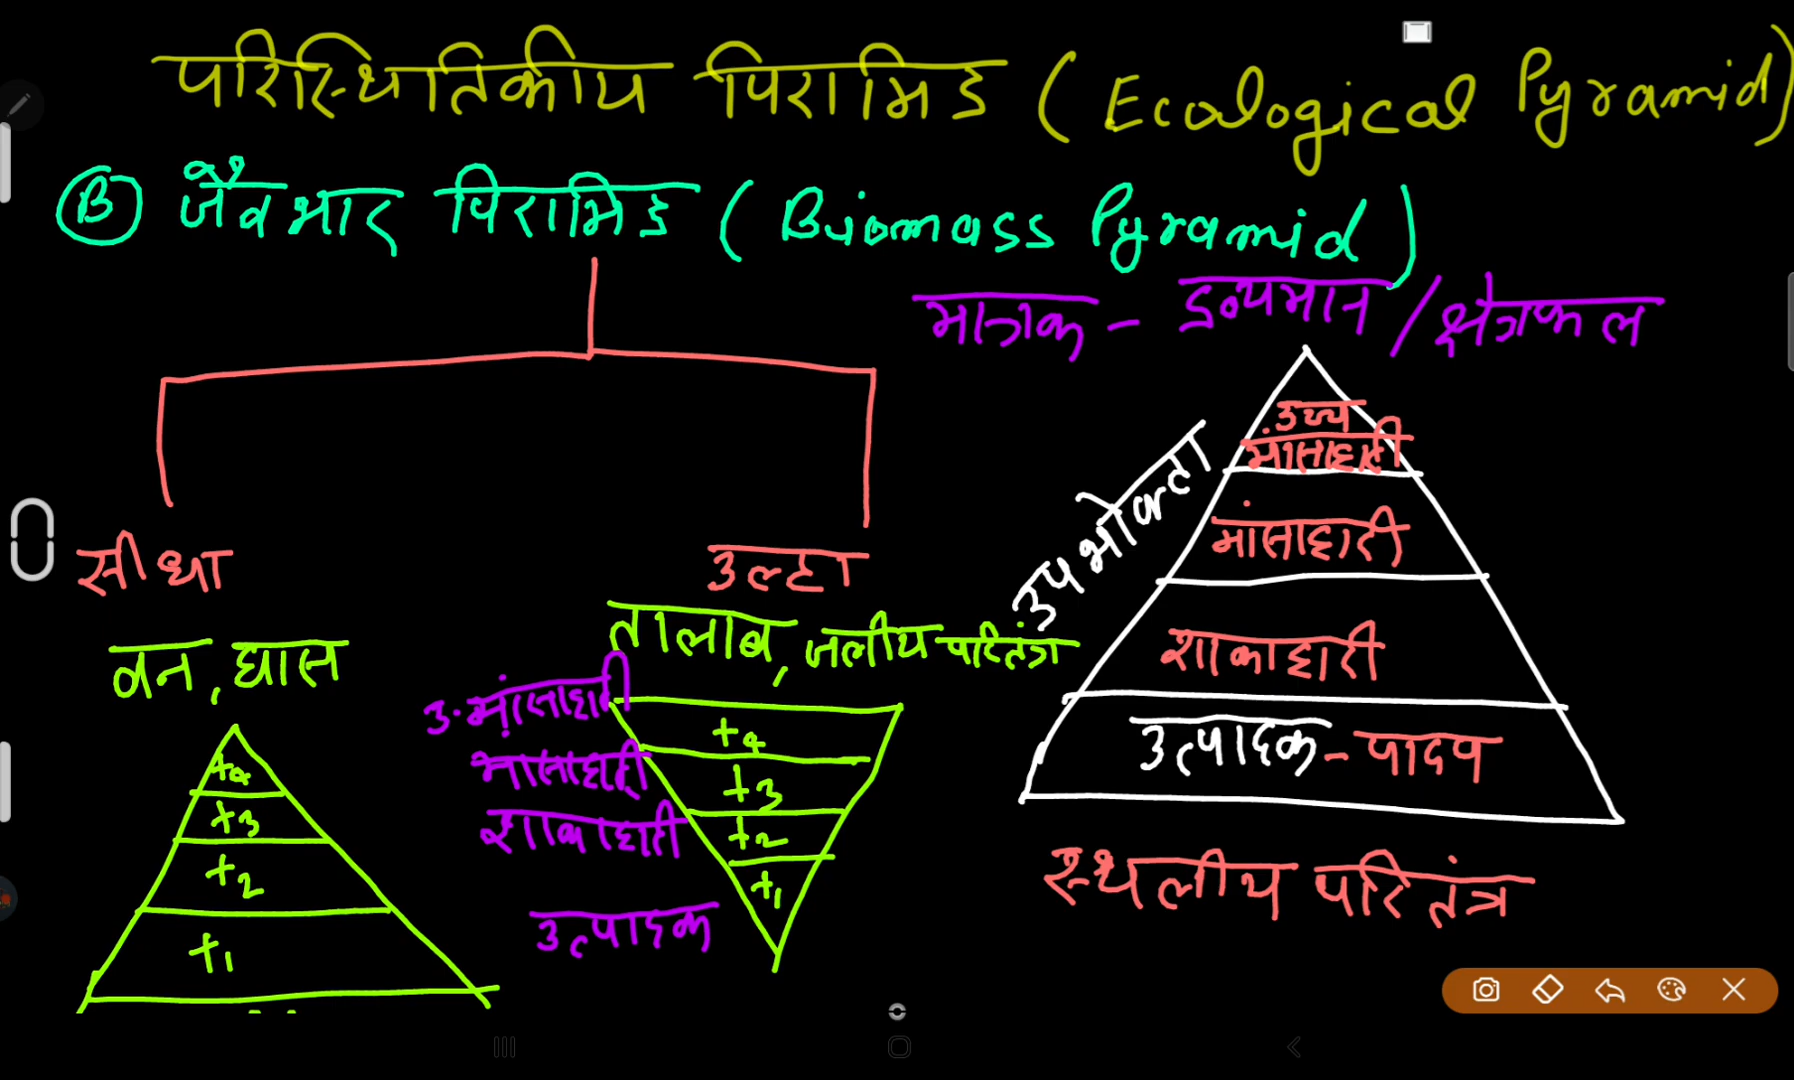 परिस्थितिकीय पिरामिड (Ecological Pyramid)
(B) जैवभार पिरामिड (Biomass Pyramid)
मात्रक - द्रव्यमान / क्षेत्रफल
सीधा
उल्टा
वन, घास
तालाब, जलीय परितंत्र
t4
t3
t2
t1
उ. मांसाहारी
मांसाहारी
शाकाहारी
उत्पादक
t4
t3
t2
t1
उपभोक्ता
उच्च
मांसाहारी
मांसाहारी
शाकाहारी
उत्पादक - पादप
स्थलीय परितंत्र